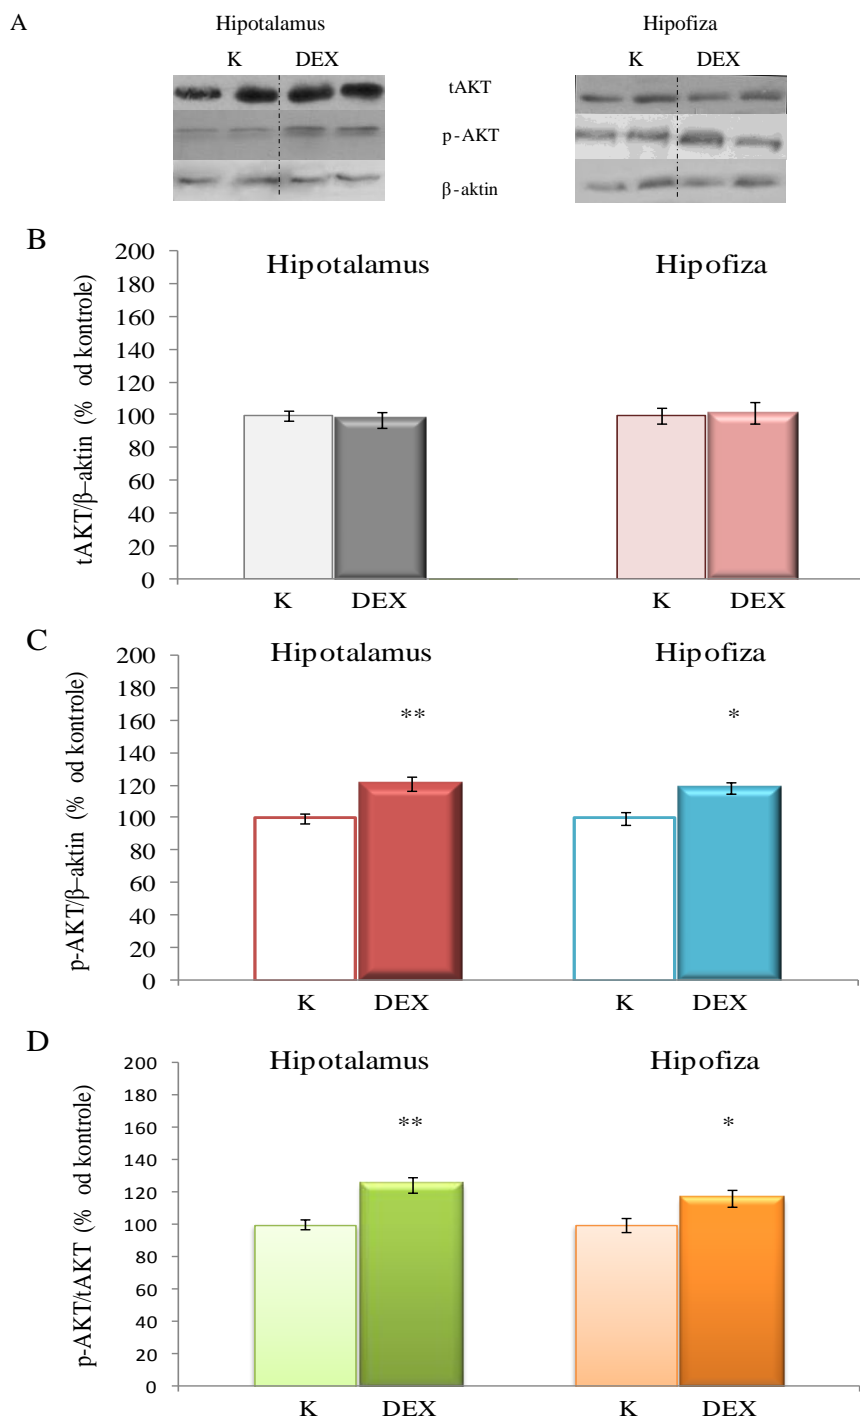 A
Hipotalamus
Hipofiza
K DEX
K DEX
tAKT
p-AKT
β-aktin
B
tAKT/β-aktin (% od kontrole)
200
180
160
140
120
100
80
60
40
20
0
Hipotalamus
Hipofiza
K DEX
K DEX
C
p-AKT/β-aktin (% od kontrole)
200
180
160
140
120
100
80
60
40
20
0
Hipotalamus
Hipofiza
**
*
K DEX
K DEX
D
p-AKT/tAKT (% od kontrole)
200
180
160
140
120
100
80
60
40
20
0
Hipotalamus
Hipofiza
**
*
K DEX
K DEX